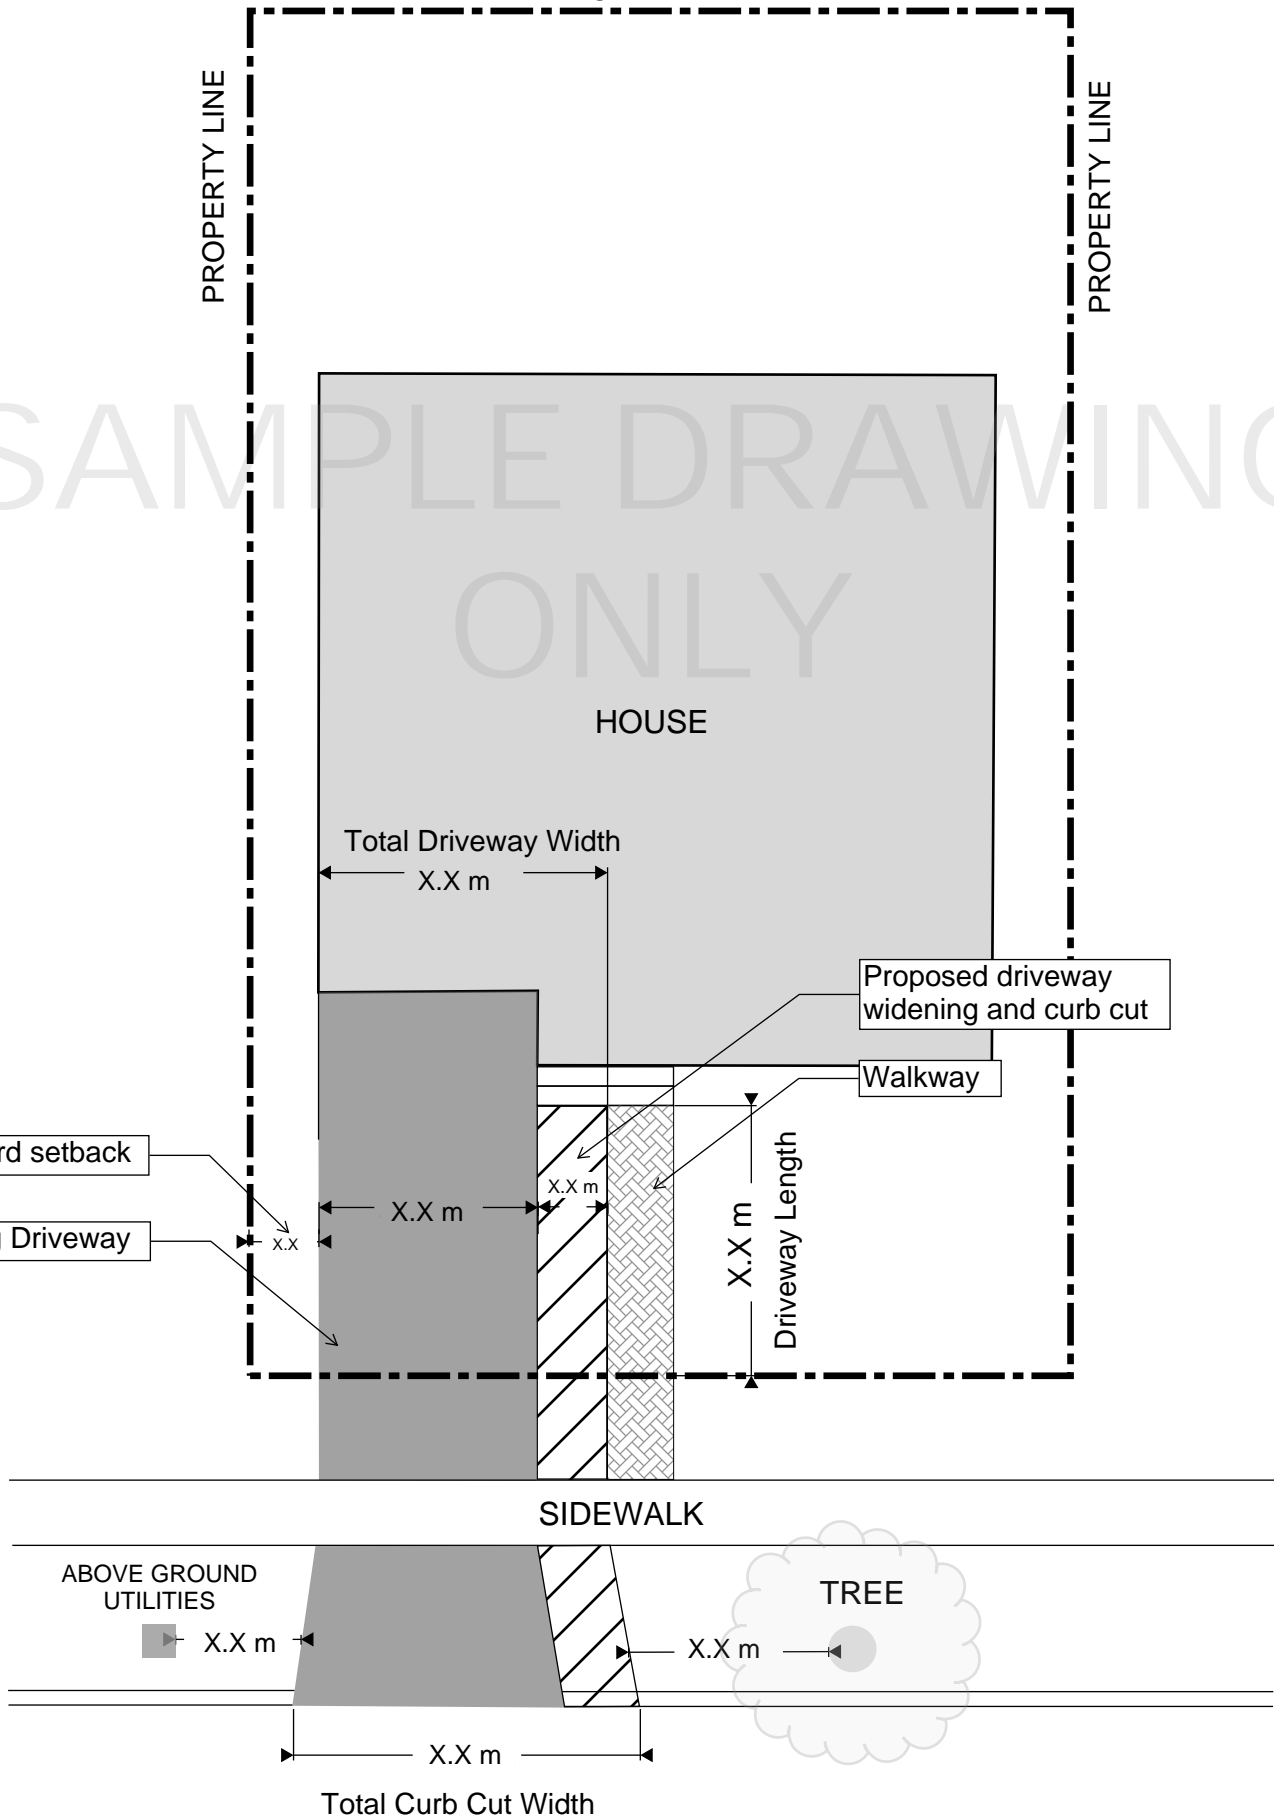 PROPERTY LINE
PROPERTY LINE
SAMPLE DRAWING
ONLY
HOUSE
Total Driveway Width
X.X m
Proposed driveway
widening and curb cut
Walkway
setback
X.X m
X.X m
X.X m
Driveway Length
Driveway
X.X
SIDEWALK
ABOVE GROUND
UTILITIES
X.X m
TREE
X.X m
X.X m
Total Curb Cut Width